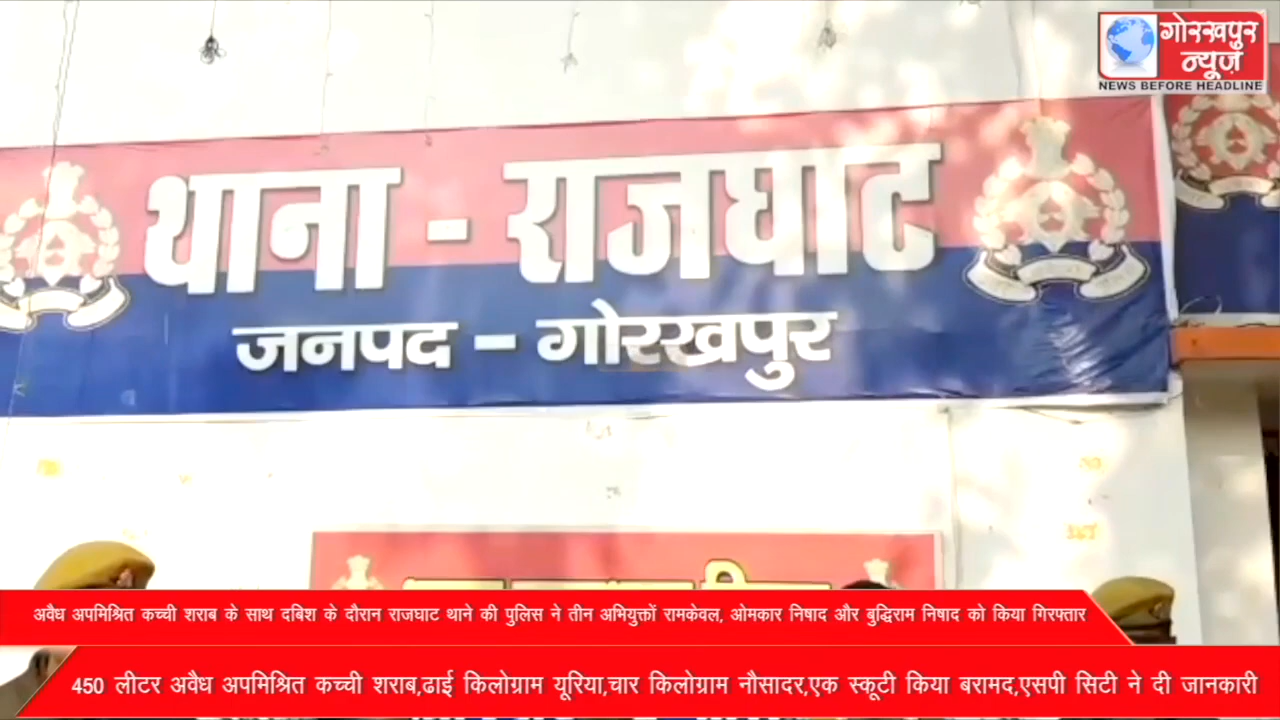 गोरखपुर
न्यूज़
NEWS BEFORE HEADLINE
थाना - राजघाट
जनपद - गोरखपुर
अवैध अपमिश्रित कच्ची शराब के साथ दबिश के दौरान राजघाट थाने की पुलिस ने तीन अभियुक्तों रामकेवल, ओमकार निषाद और बुद्धिराम निषाद को किया गिरफ्तार
450 लीटर अवैध अपमिश्रित कच्ची शराब,ढाई किलोग्राम यूरिया,चार किलोग्राम नौसादर,एक स्कूटी किया बरामद,एसपी सिटी ने दी जानकारी